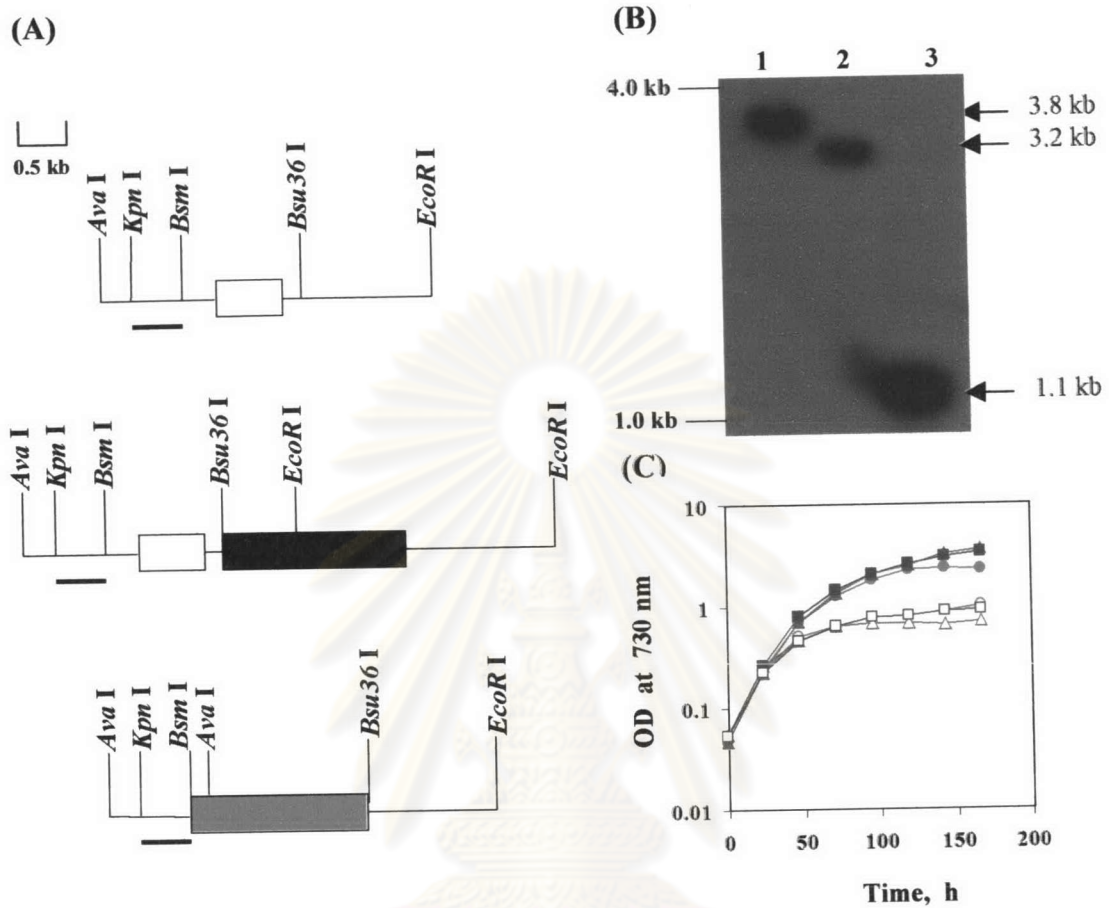 (A)
0.5 kb
Ava I
Kpn I
Bsm I
Bsu36 I
EcoR I
Ava I
Kpn I
Bsm I
Bsu36 I
EcoR I
EcoR I
Ava I
Kpn I
Bsm I
Ava I
Bsu36 I
EcoR I
(B)
1 2 3
4.0 kb
3.8 kb
3.2 kb
1.1 kb
1.0 kb
(C)
10
1
0.1
0.01
OD at 730 nm
0 50 100 150 200
Time, h